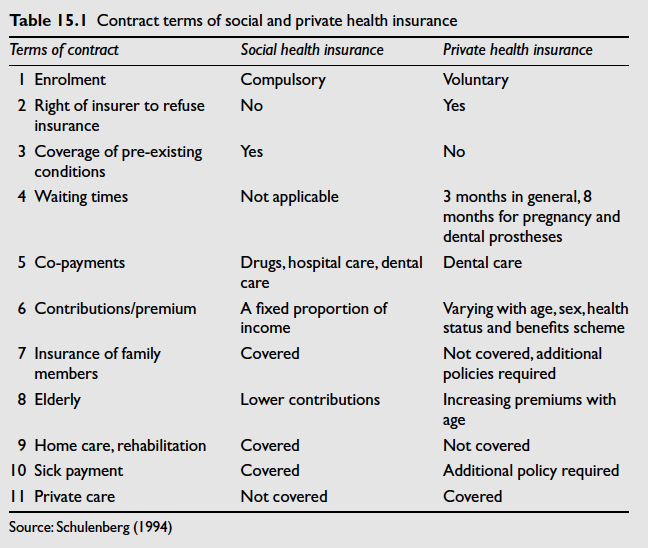 Table 15.1 Contract terms of social and private health insurance
Terms of contract Social health insurance Private health insurance
1 Enrolment Compulsory Voluntary
2 Right of insurer to refuse No Yes
insurance
3 Coverage of pre-existing Yes No
conditions
4 Waiting times Not applicable 3 months in general, 8
months for pregnancy and
dental prostheses
5 Co-payments Drugs, hospital care, dental Dental care
care
6 Contributions/premium A fixed proportion of Varying with age, sex, health
income status and benefits scheme
7 Insurance of family Covered Not covered, additional
members policies required
8 Elderly Lower contributions Increasing premiums with
age
9 Home care, rehabilitation Covered Not covered
10 Sick payment Covered Additional policy required
11 Private care Not covered Covered
Source: Schulenberg (1994)